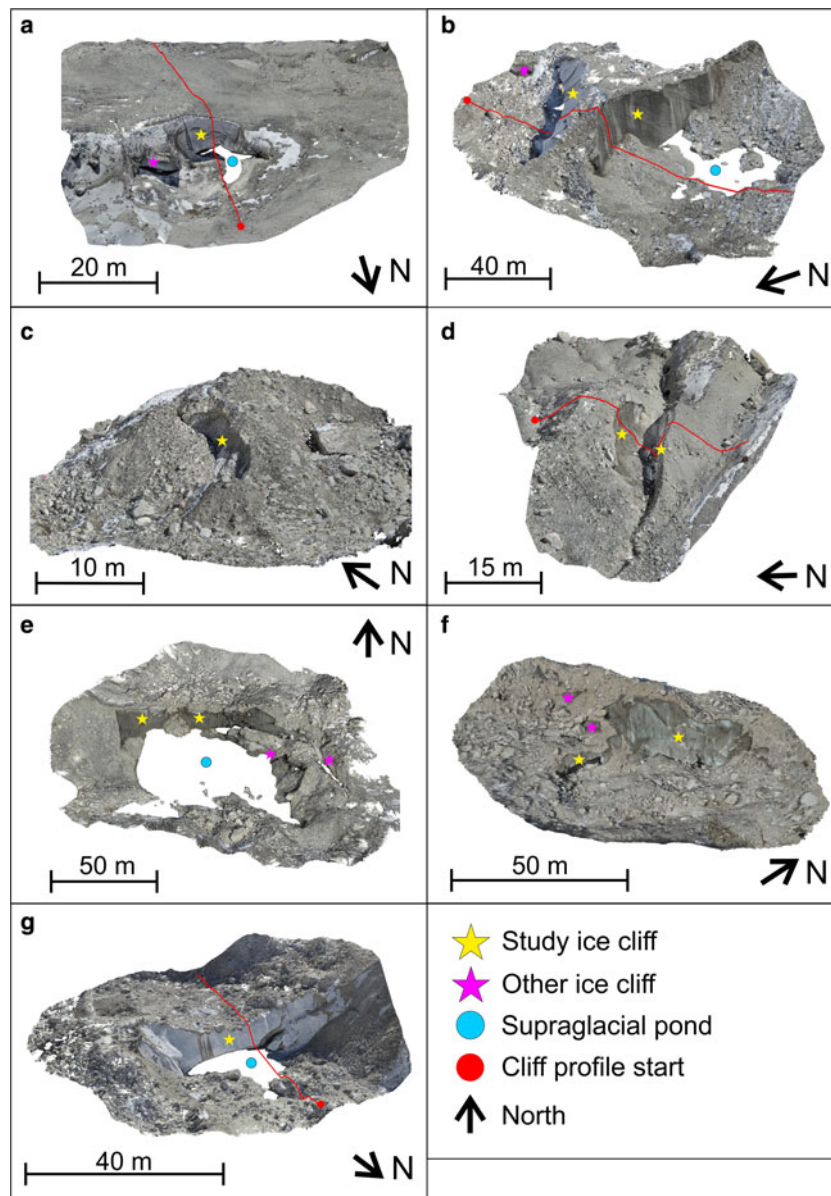 a
20 m
N
b
40 m
N
c
10 m
N
d
15 m
N
e
N
50 m
f
50 m
N
g
40 m
N
Study ice cliff
Other ice cliff
Supraglacial pond
Cliff profile start
North